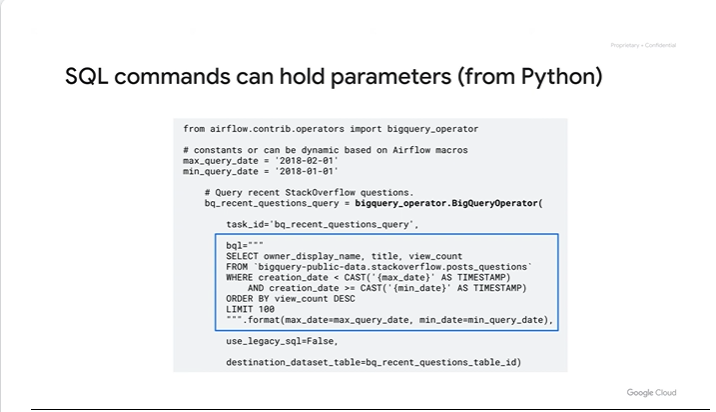 Proprietary + Confidential
SQL commands can hold parameters (from Python)
from airflow.contrib.operators import bigquery_operator
# constants or can be dynamic based on Airflow macros
max_query_date = '2018-02-01'
min_query_date = '2018-01-01'
# Query recent StackOverflow questions.
bq_recent_questions_query = bigquery_operator.BigQueryOperator(
task_id='bq_recent_questions_query',
bql="""
SELECT owner_display_name, title, view_count
FROM `bigquery-public-data.stackoverflow.posts_questions`
WHERE creation_date < CAST('{max_date}' AS TIMESTAMP)
AND creation_date >= CAST('{min_date}' AS TIMESTAMP)
ORDER BY view_count DESC
LIMIT 100
""".format(max_date=max_query_date, min_date=min_query_date),
use_legacy_sql=False,
destination_dataset_table=bq_recent_questions_table_id)
Google Cloud